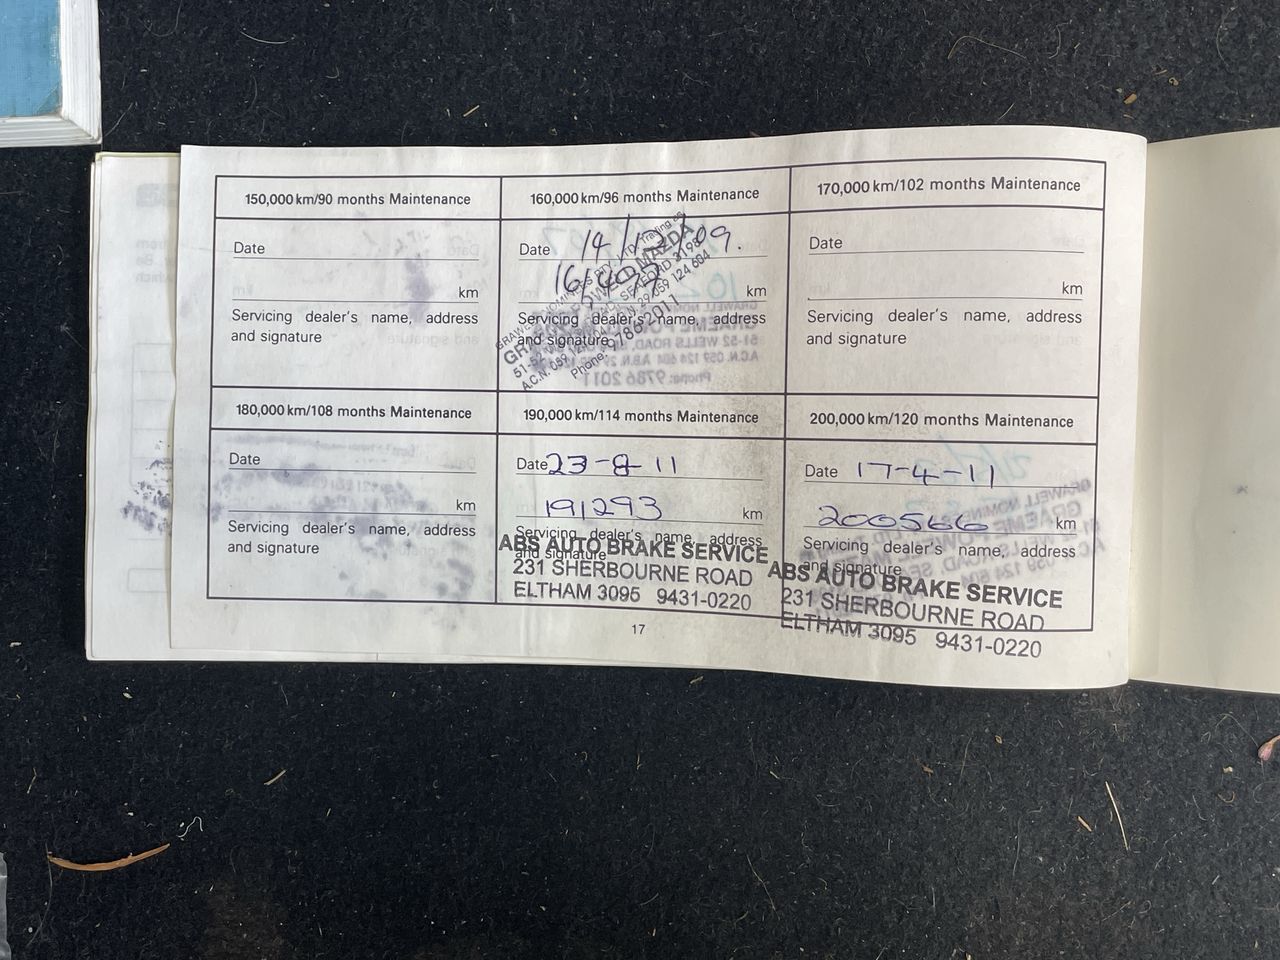 150,000 km/90 months Maintenance
Date
km
Servicing dealer's name, address
and signature
160,000 km/96 months Maintenance
Date 14/12/09.
km
Servicing dealer's name, address
and signature
MAZDA
SEAFORD 3198
Phone: 9786-2011
170,000 km/102 months Maintenance
Date
km
Servicing dealer's name, address
and signature
180,000 km/108 months Maintenance
Date
km
Servicing dealer's name, address
and signature
190,000 km/114 months Maintenance
Date 23-8-11
191293 km
Servicing dealer's name, address
and signature
ABS AUTO BRAKE SERVICE
231 SHERBOURNE ROAD
ELTHAM 3095 9431-0220
200,000 km/120 months Maintenance
Date 17-4-11
200566 km
Servicing dealer's name, address
and signature
ABS AUTO BRAKE SERVICE
231 SHERBOURNE ROAD
ELTHAM 3095 9431-0220
17